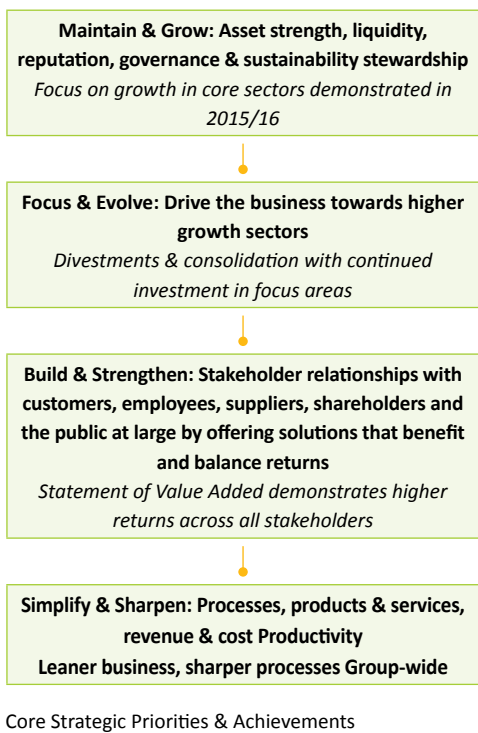 Maintain & Grow: Asset strength, liquidity,
reputation, governance & sustainability stewardship
Focus on growth in core sectors demonstrated in
2015/16
Focus & Evolve: Drive the business towards higher
growth sectors
Divestments & consolidation with continued
investment in focus areas
Build & Strengthen: Stakeholder relationships with
customers, employees, suppliers, shareholders and
the public at large by offering solutions that benefit
and balance returns
Statement of Value Added demonstrates higher
returns across all stakeholders
Simplify & Sharpen: Processes, products & services,
revenue & cost Productivity
Leaner business, sharper processes Group-wide
Core Strategic Priorities & Achievements